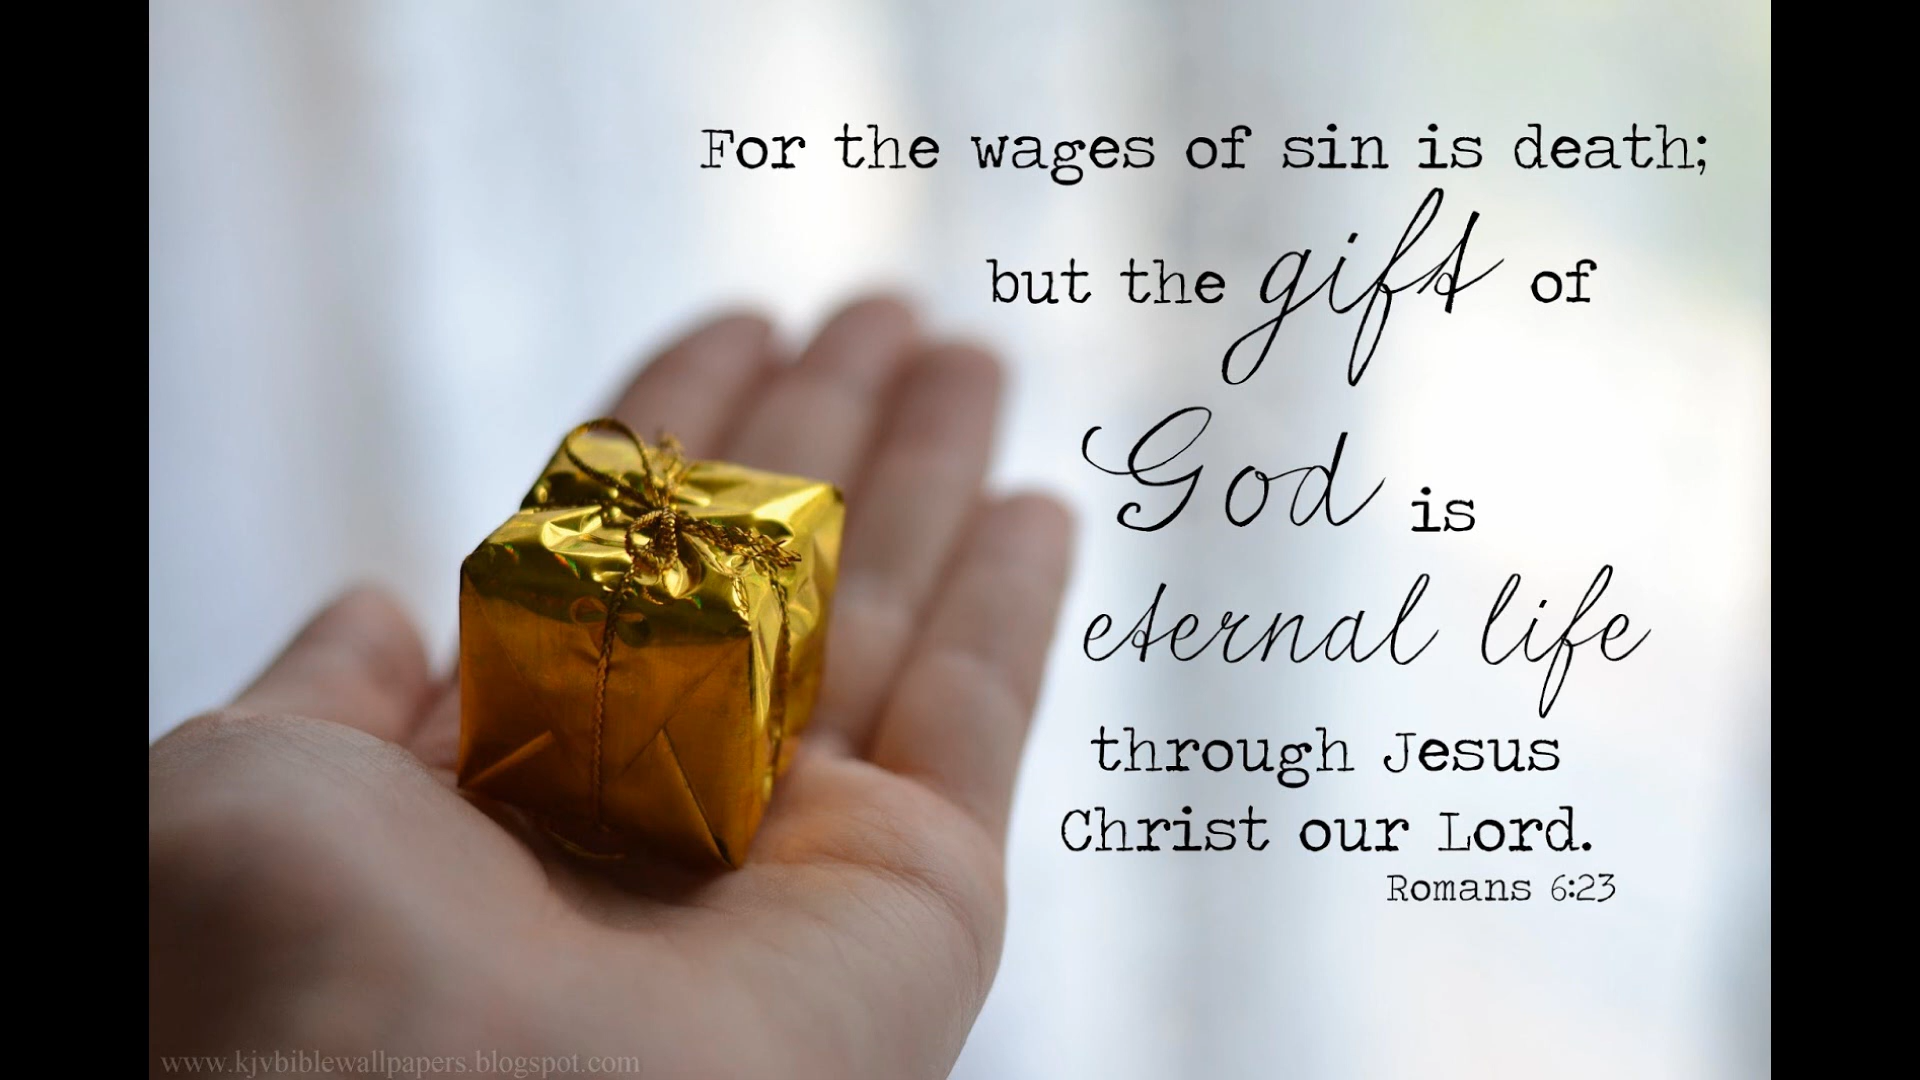 For the wages of sin is death;
but the gift of
God is
eternal life
through Jesus
Christ our Lord.
Romans 6:23
www.kjvbiblewallpapers.blogspot.com